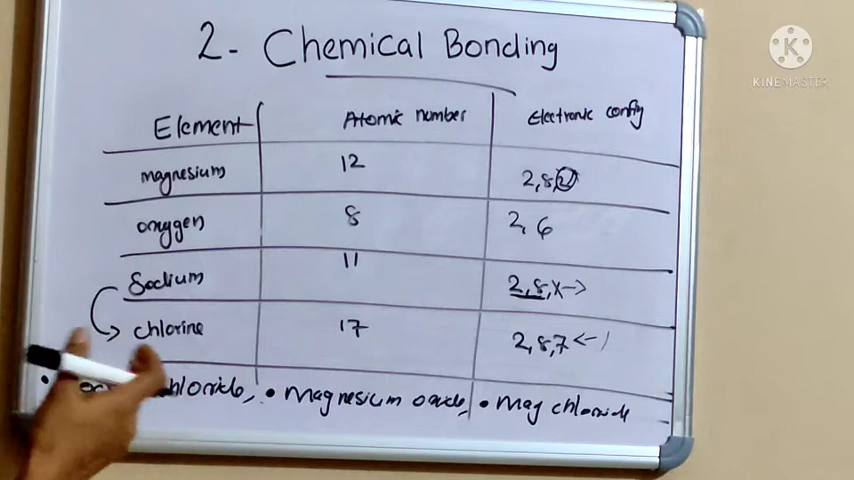 2- Chemical Bonding
K
KINEMASTER
Element Atomic number Electronic config
magnesium 12 2,8,2
oxygen 8 2,6
Sodium 11 2,8,
chlorine 17 2,8,7
chloride, • magnesium oxide, • mag chloride